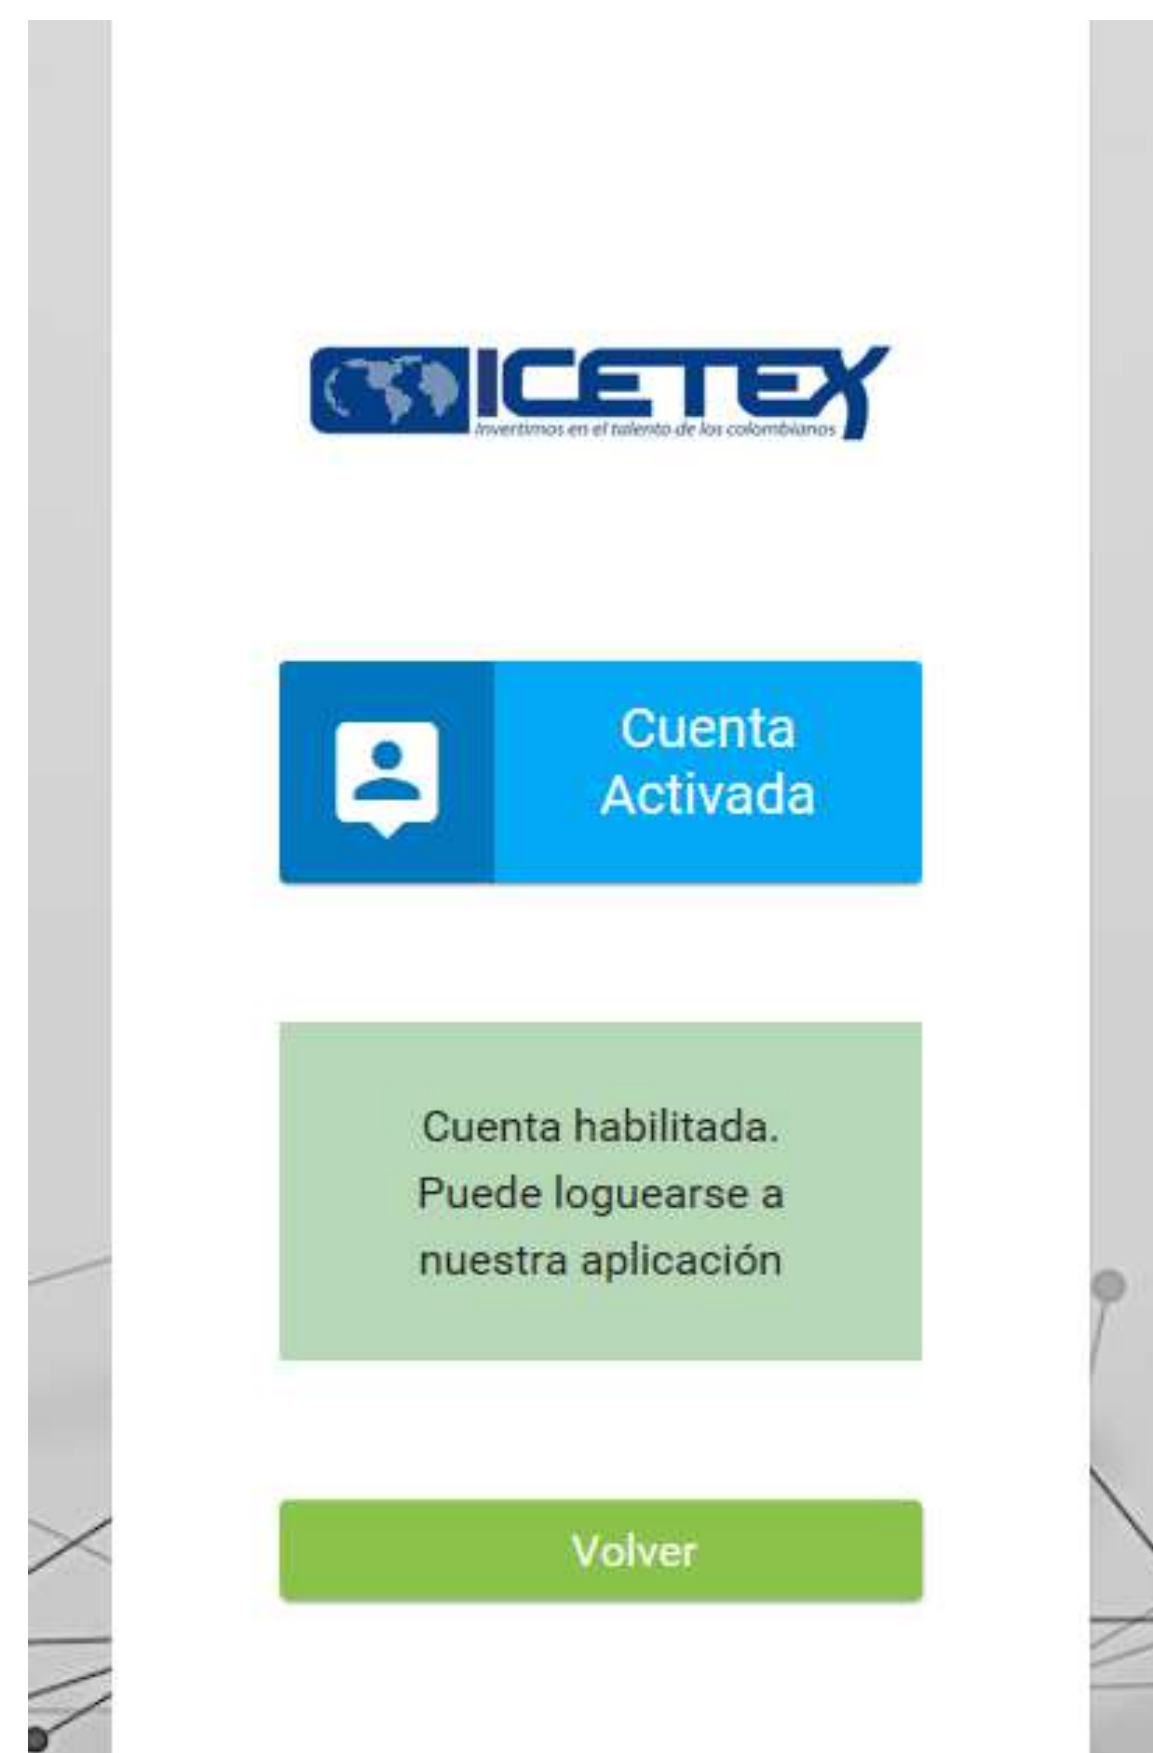 ICETEX
Invertimos en el talento de los colombianos
Cuenta
Activada
Cuenta habilitada.
Puede loguearse a
nuestra aplicación
Volver